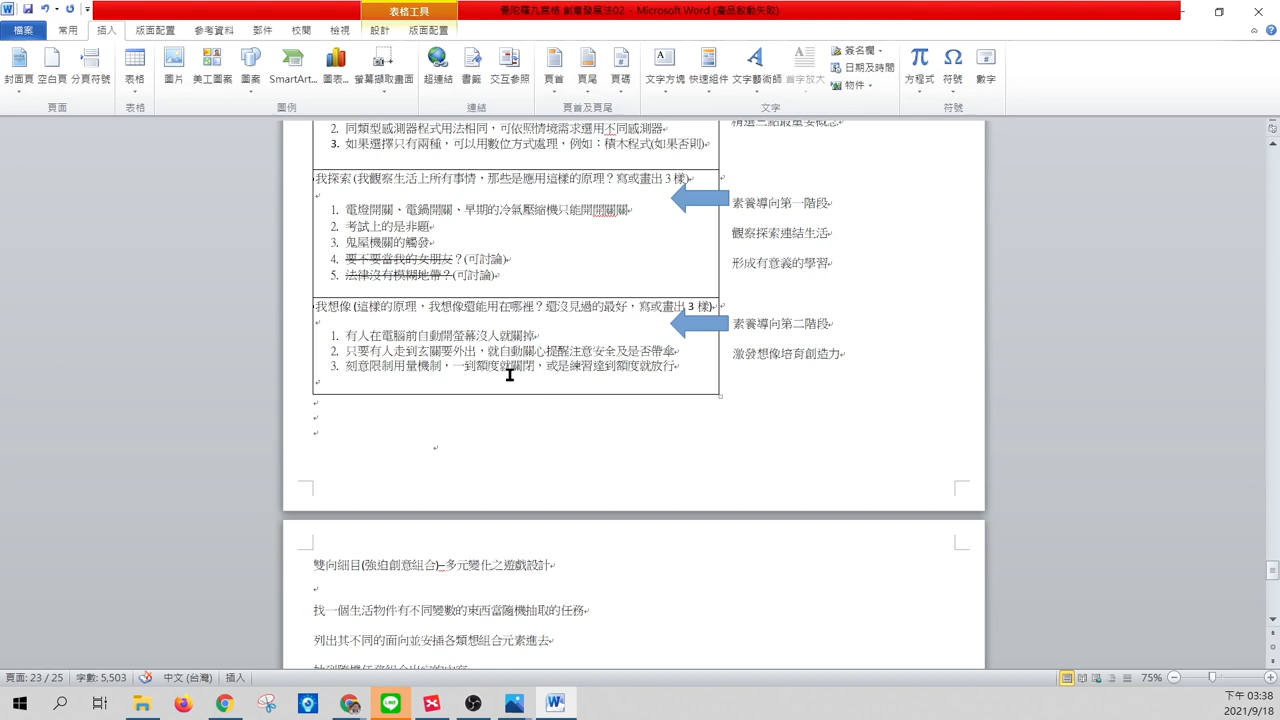 表格工具
曼陀羅九宮格 創意發展法02 - Microsoft Word (產品啟動失敗)
檔案 常用 插入 版面配置 參考資料 郵件 校閱 檢視 設計 版面配置
封面頁 空白頁 分頁符號 表格 圖片 美工圖案 圖案 SmartArt... 圖表... 螢幕擷取畫面 超連結 書籤 交互參照 頁首 頁尾 頁碼 文字方塊 快速組件 文字藝術師 首字放大 簽名欄 日期及時間 物件 方程式 符號 數字
頁面 表格 圖例 連結 頁首及頁尾 文字 符號
精選三點最重要概念
2. 同類型感測器程式用法相同，可依照情境需求選用不同感測器
3. 如果選擇只有兩種，可以用數位方式處理，例如：積木程式(如果否則)
我探索 (我觀察生活上所有事情，那些是應用這樣的原理？寫或畫出 3 樣)
1. 電燈開關、電鍋開關、早期的冷氣壓縮機只能開開關關
2. 考試上的是非題
3. 鬼屋機關的觸發
4. 要不要當我的女朋友？(可討論)
5. 法律沒有模糊地帶？(可討論)
素養導向第一階段
觀察探索連結生活
形成有意義的學習
我想像 (這樣的原理，我想像還能用在哪裡？還沒見過的最好，寫或畫出 3 樣)
1. 有人在電腦前自動開螢幕沒人就關掉
2. 只要有人走到玄關要外出，就自動關心提醒注意安全及是否帶傘
3. 刻意限制用量機制，一到額度就關閉，或是練習達到額度就放行
素養導向第二階段
激發想像培育創造力
雙向細目(強迫創意組合)–多元變化之遊戲設計
找一個生活物件有不同變數的東西當隨機抽取的任務
列出其不同的面向並安插各類想組合元素進去
頁面: 23 / 25 字數: 5,503 中文 (台灣) 插入 75%
下午 03:38
2021/9/18